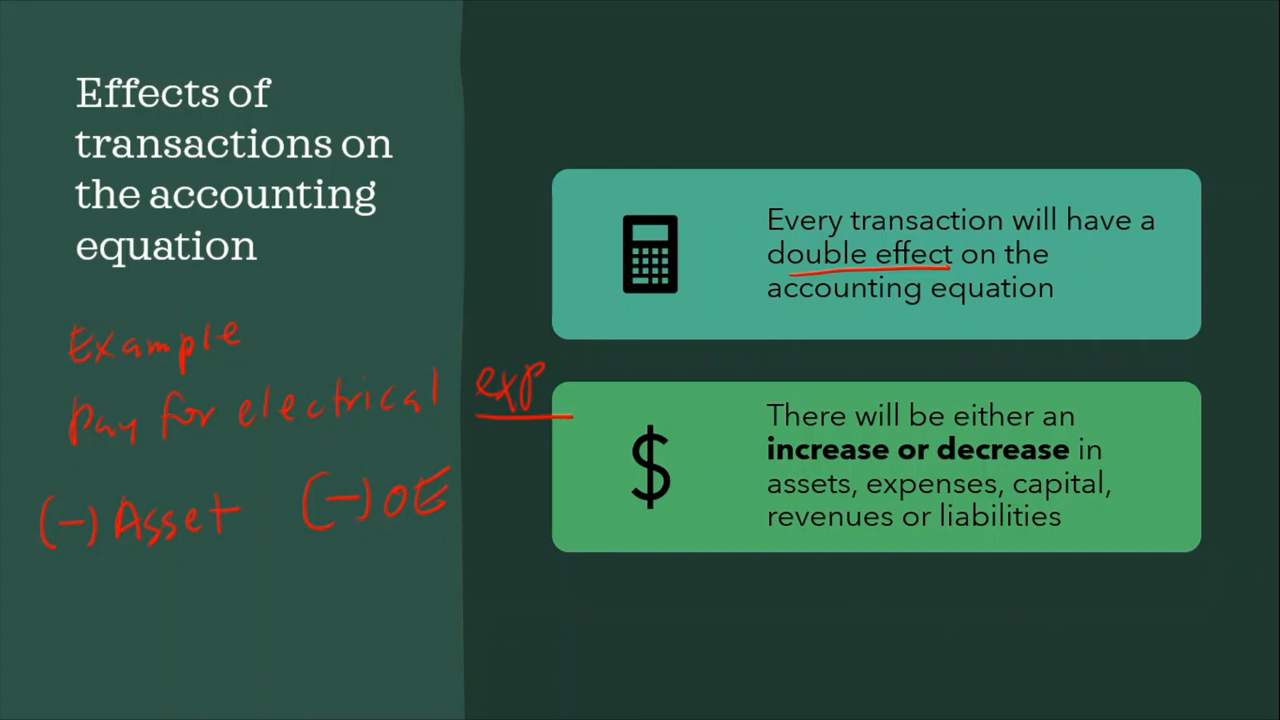 Effects of
transactions on
the accounting
equation
Example
Pay for electrical exp
(-) Asset (-) OE
Every transaction will have a
double effect on the
accounting equation
$
There will be either an
increase or decrease in
assets, expenses, capital,
revenues or liabilities